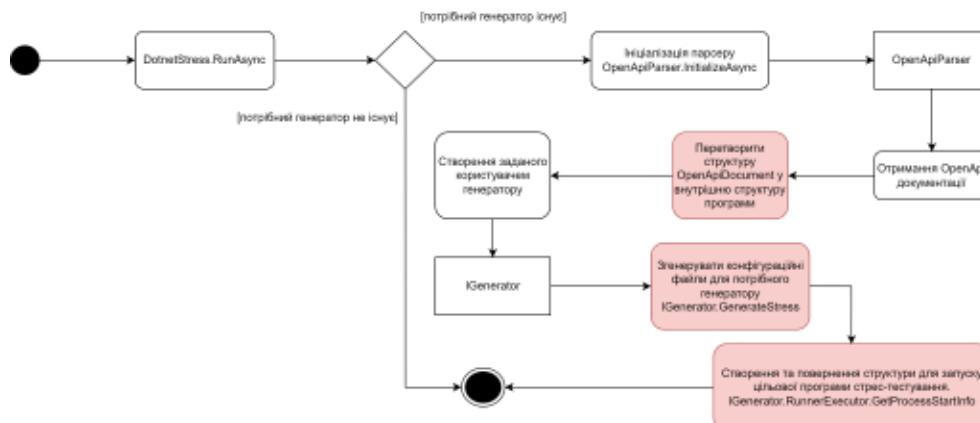 [потрібний генератор існує]
DotnetStress.RunAsync
Ініціалізація парсеру
OpenApiParser.InitializeAsync
OpenApiParser
[потрібний генератор не існує]
Створення заданого
користувачем
генератору
Перетворити
структуру
OpenApiDocument у
внутрішню структуру
програми
Отримання OpenAp
документації
IGenerator
Згенерувати конфігураційні
файли для потрібного
генератору
IGenerator.GenerateStress
Створення та повернення структури для запуску
цільової програми стрес-тестування.
IGenerator.RunnerExecutor.GetProcessStartInfo